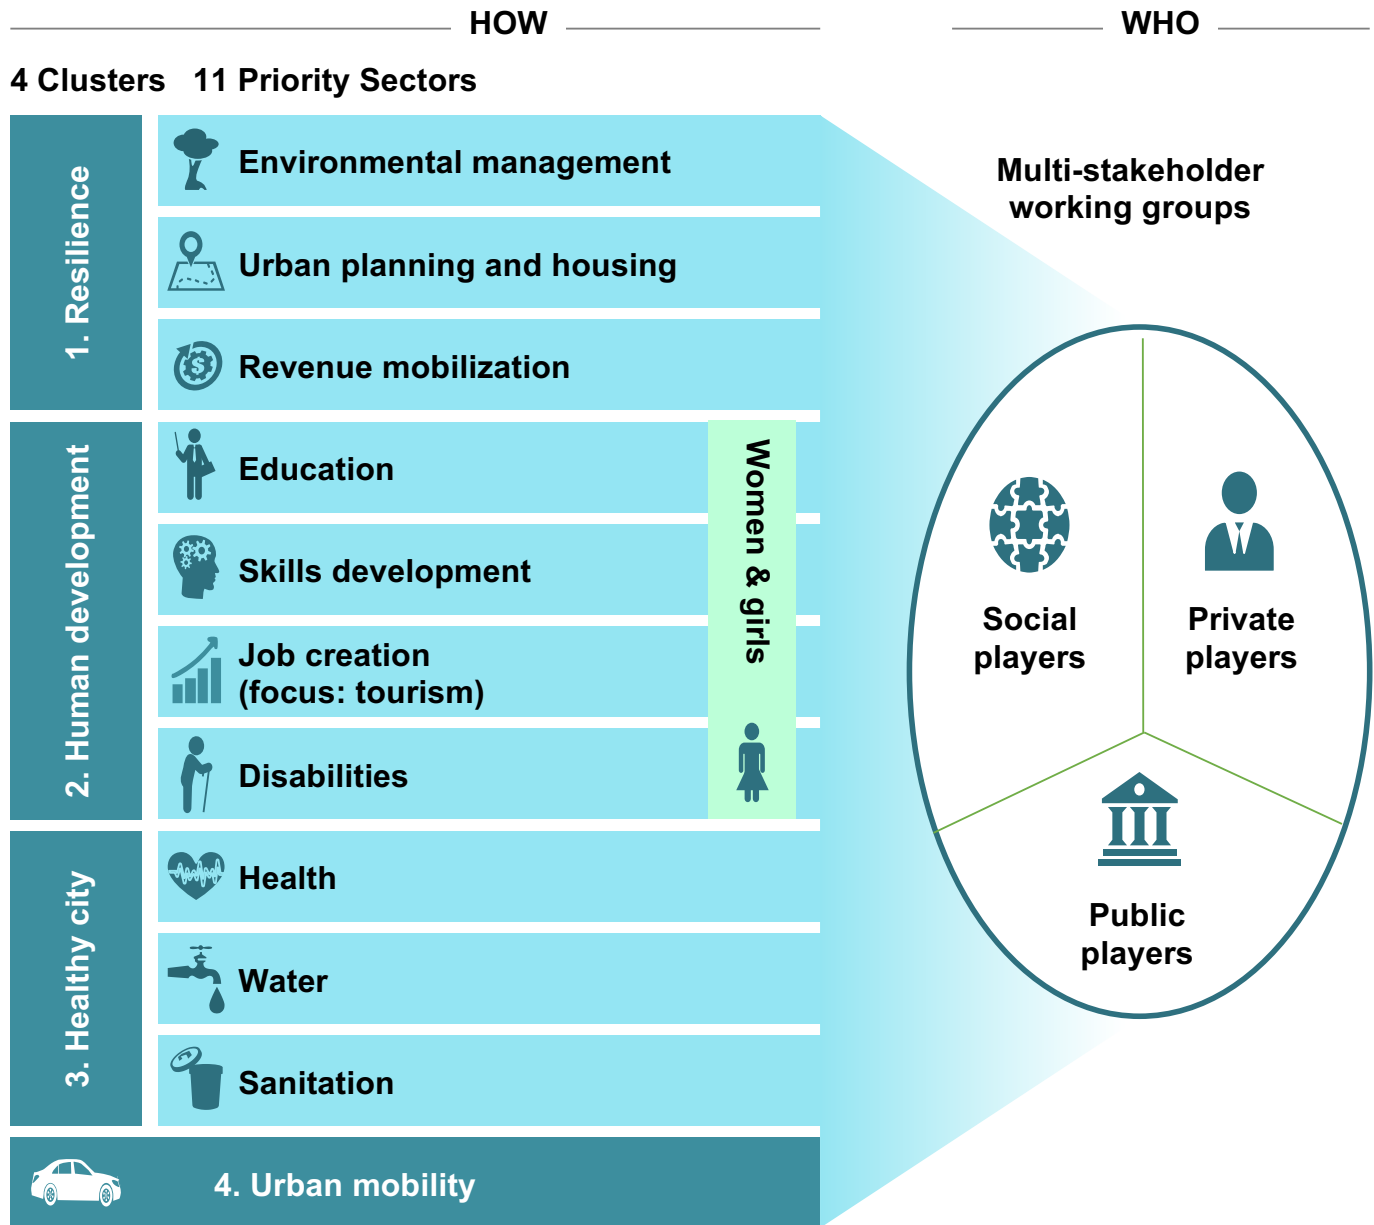 HOW
WHO
4 Clusters
11 Priority Sectors
1. Resilience
Environmental management
Urban planning and housing
Revenue mobilization
2. Human development
Education
Skills development
Job creation
(focus: tourism)
Disabilities
Women & girls
3. Healthy city
Health
Water
Sanitation
4. Urban mobility
Multi-stakeholder
working groups
Social
players
Private
players
Public
players